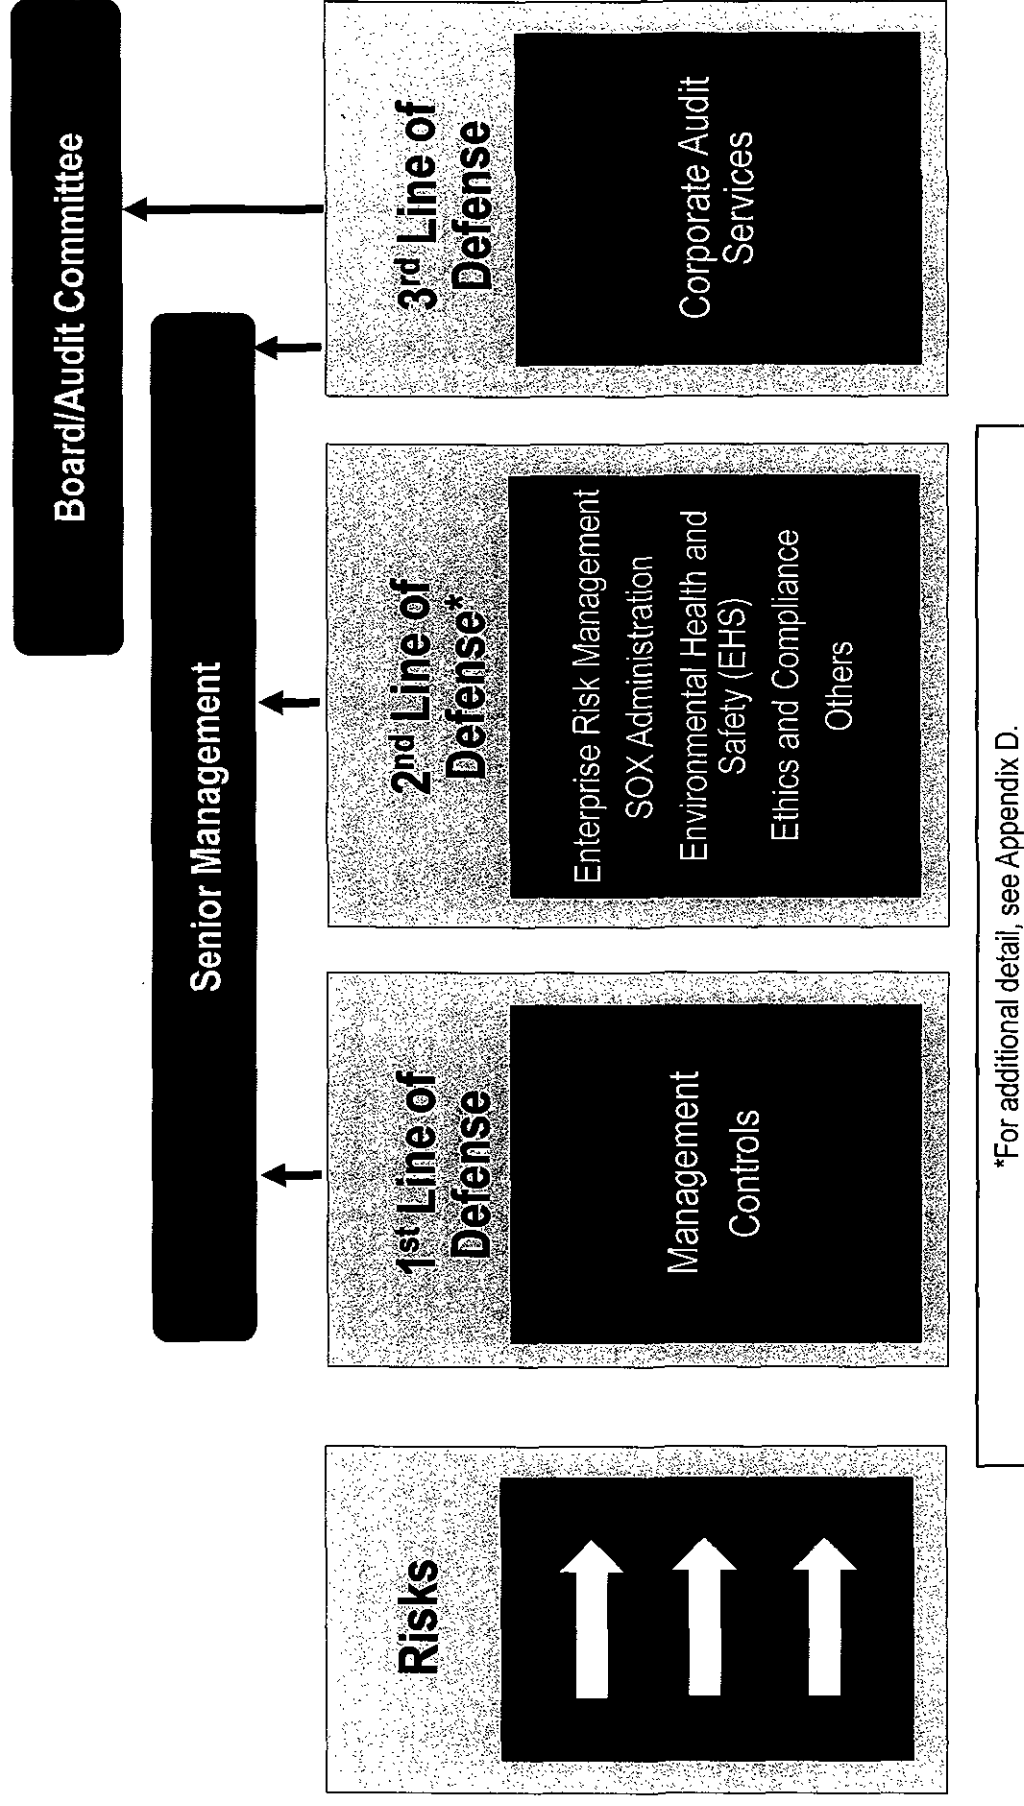 Board/Audit Committee
Senior Management
Risks
1st Line of
Defense
Management
Controls
2nd Line of
Defense*
Enterprise Risk Management
SOX Administration
Environmental Health and
Safety (EHS)
Ethics and Compliance
Others
3rd Line of
Defense
Corporate Audit
Services
*For additional detail, see Appendix D.